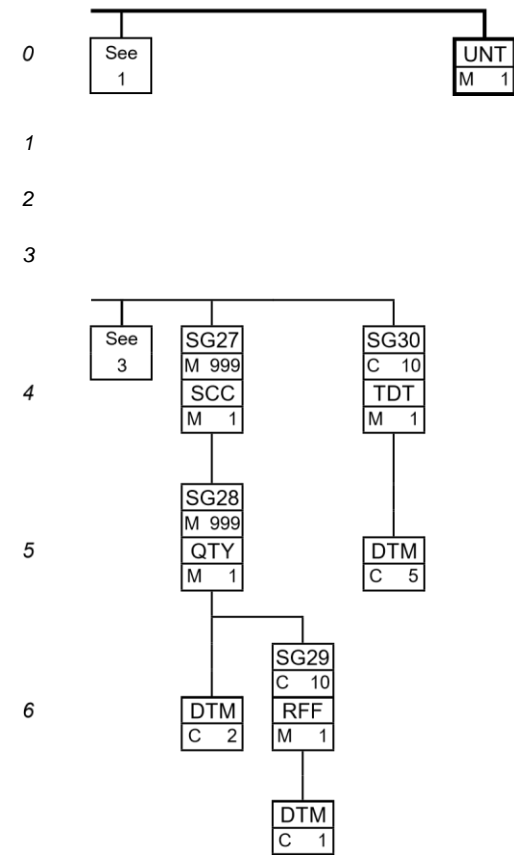 0
See
1
UNT
M 1
1
2
3
See
3
SG27
M 999
SCC
M 1
SG30
C 10
TDT
M 1
4
SG28
M 999
QTY
M 1
DTM
C 5
5
SG29
C 10
DTM
C 2
RFF
M 1
6
DTM
C 1